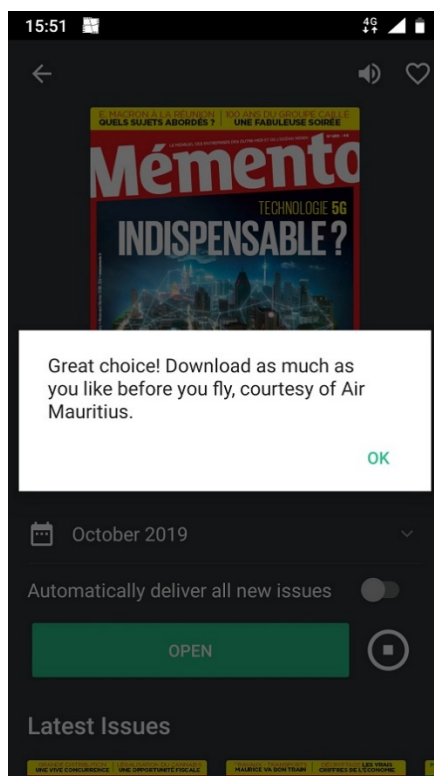 15:51
4G
E. MACRON À LA RÉUNION
QUELS SUJETS ABORDÉS ?
100 ANS DU GROUPE CAILLÉ
UNE FABULEUSE SOIRÉE
Mémento
TECHNOLOGIE 5G
INDISPENSABLE ?
Great choice! Download as much as
you like before you fly, courtesy of Air
Mauritius.
OK
October 2019
Automatically deliver all new issues
OPEN
Latest Issues
UNE VIVE CONCURRENCE
UNE OPPORTUNITÉ FISCALE
MAURICE VA BON TRAIN
LES VRAIS
CHIFFRES DE L'ÉCONOMIE